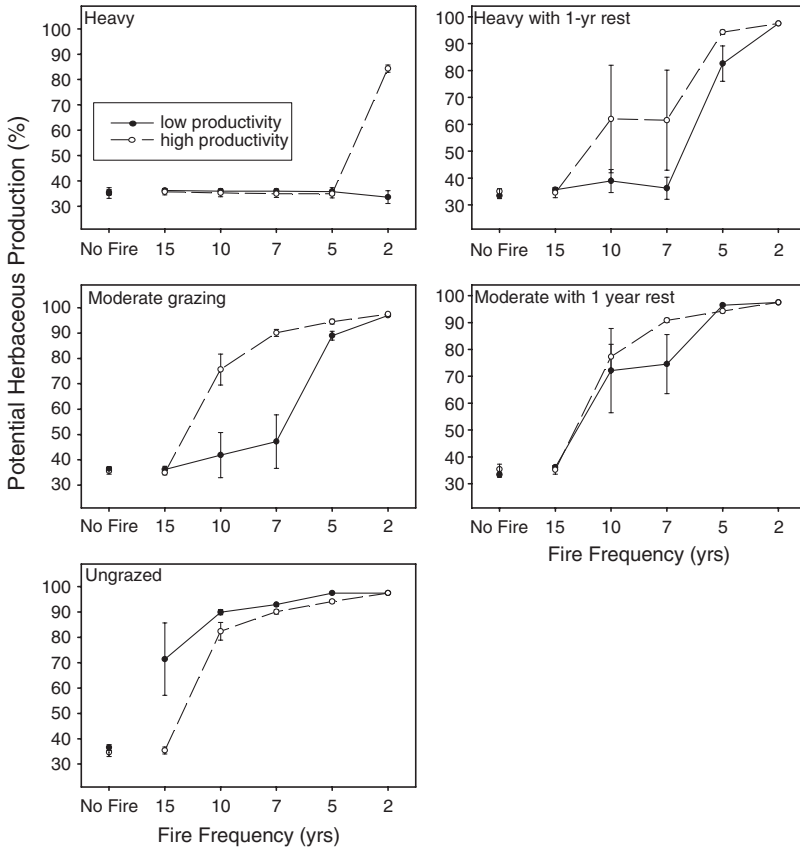 Potential Herbaceous Production (%)
Heavy
100
90
80
70
60
50
40
30
low productivity
high productivity
No Fire 15 10 7 5 2
Heavy with 1-yr rest
100
90
80
70
60
50
40
30
No Fire 15 10 7 5 2
Moderate grazing
100
90
80
70
60
50
40
30
No Fire 15 10 7 5 2
Moderate with 1 year rest
100
90
80
70
60
50
40
30
No Fire 15 10 7 5 2
Fire Frequency (yrs)
Ungrazed
100
90
80
70
60
50
40
30
No Fire 15 10 7 5 2
Fire Frequency (yrs)